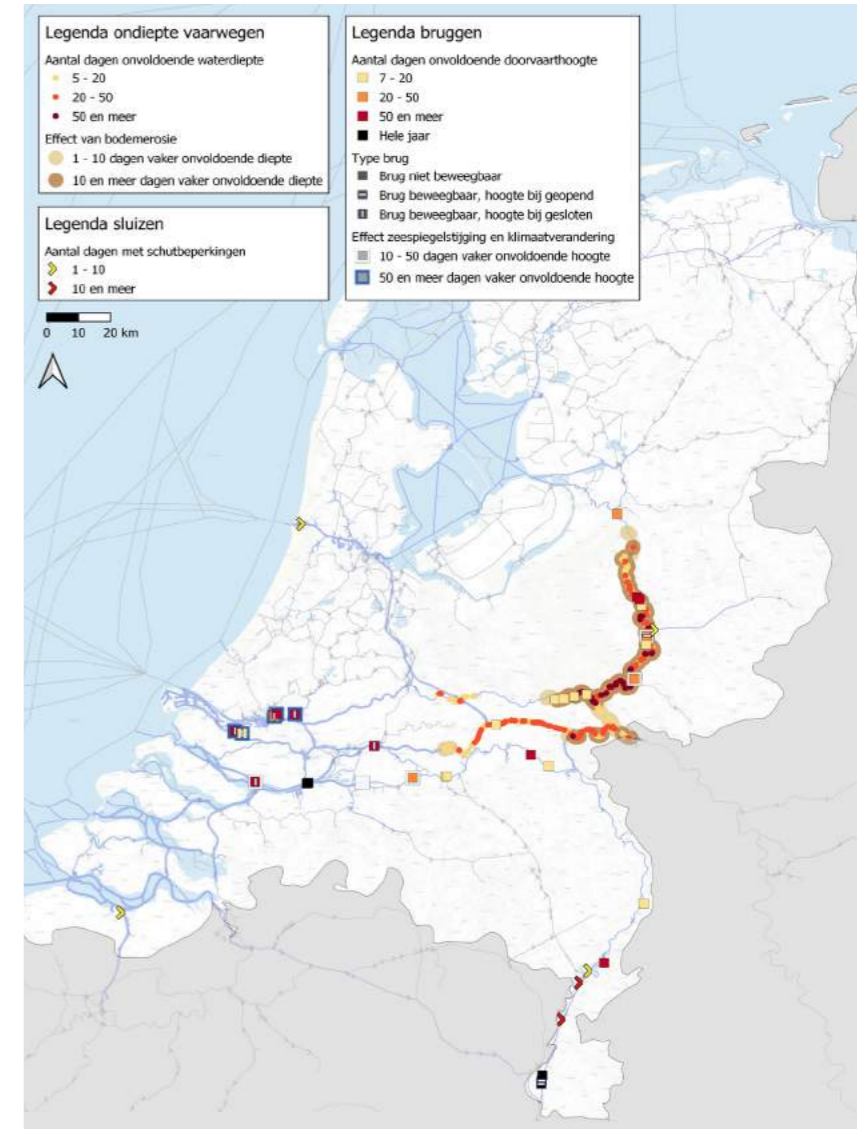 Legenda ondiepte vaarwegen
Aantal dagen onvoldoende waterdiepte
5 - 20
20 - 50
50 en meer
Effect van bodemerosie
1 - 10 dagen vaker onvoldoende diepte
10 en meer dagen vaker onvoldoende diepte
Legenda sluizen
Aantal dagen met schutbeperkingen
1 - 10
10 en meer
0 10 20 km
Legenda bruggen
Aantal dagen onvoldoende doorvaarthoogte
7 - 20
20 - 50
50 en meer
Hele jaar
Type brug
Brug niet beweegbaar
Brug beweegbaar, hoogte bij geopend
Brug beweegbaar, hoogte bij gesloten
Effect zeespiegelstijging en klimaatverandering
10 - 50 dagen vaker onvoldoende hoogte
50 en meer dagen vaker onvoldoende hoogte